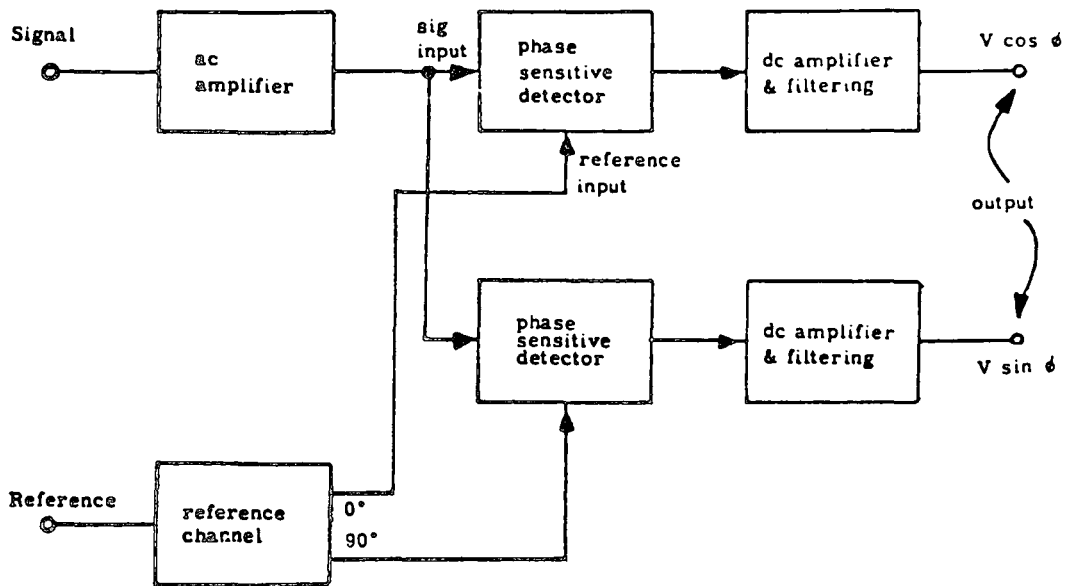 Signal
ac
amplifier
sig
input
phase
sensitive
detector
dc amplifier
& filtering
V cos ϕ
reference
input
output
phase
sensitive
detector
dc amplifier
& filtering
V sin ϕ
Reference
reference
channel
0°
90°